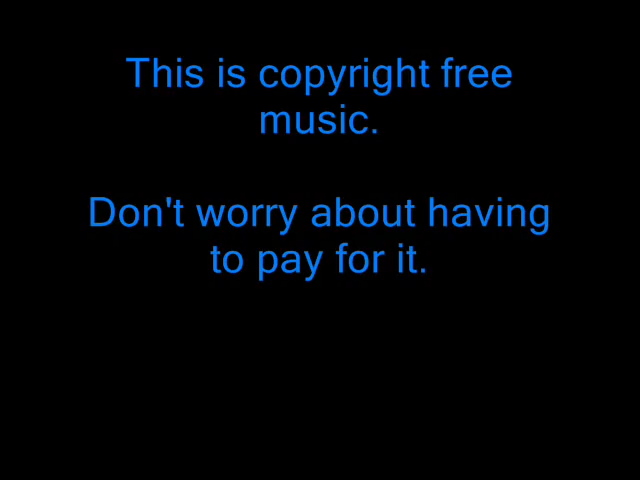 This is copyright free
music.
Don't worry about having
to pay for it.